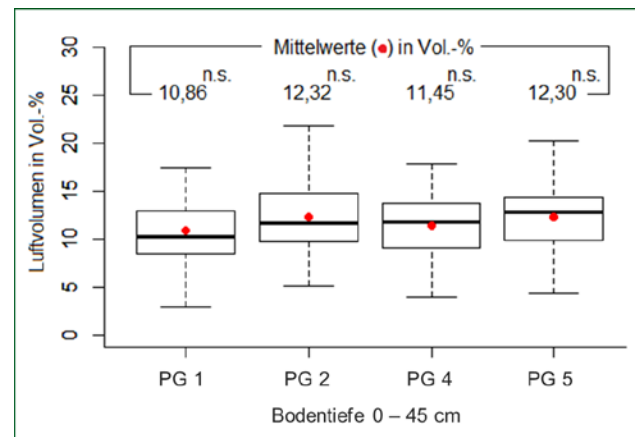 Luftvolumen in Vol.-%
30
25
20
15
10
5
0
Mittelwerte (●) in Vol.-%
n.s. n.s. n.s. n.s.
10,86 12,32 11,45 12,30
PG 1 PG 2 PG 4 PG 5
Bodentiefe 0 – 45 cm